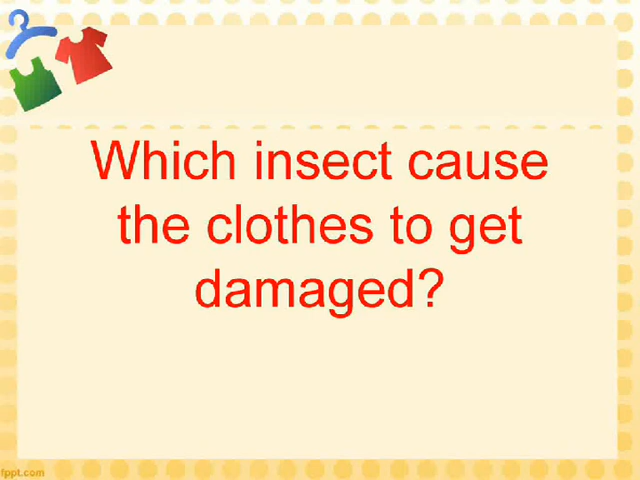 Which insect cause
the clothes to get
damaged?
fppt.com